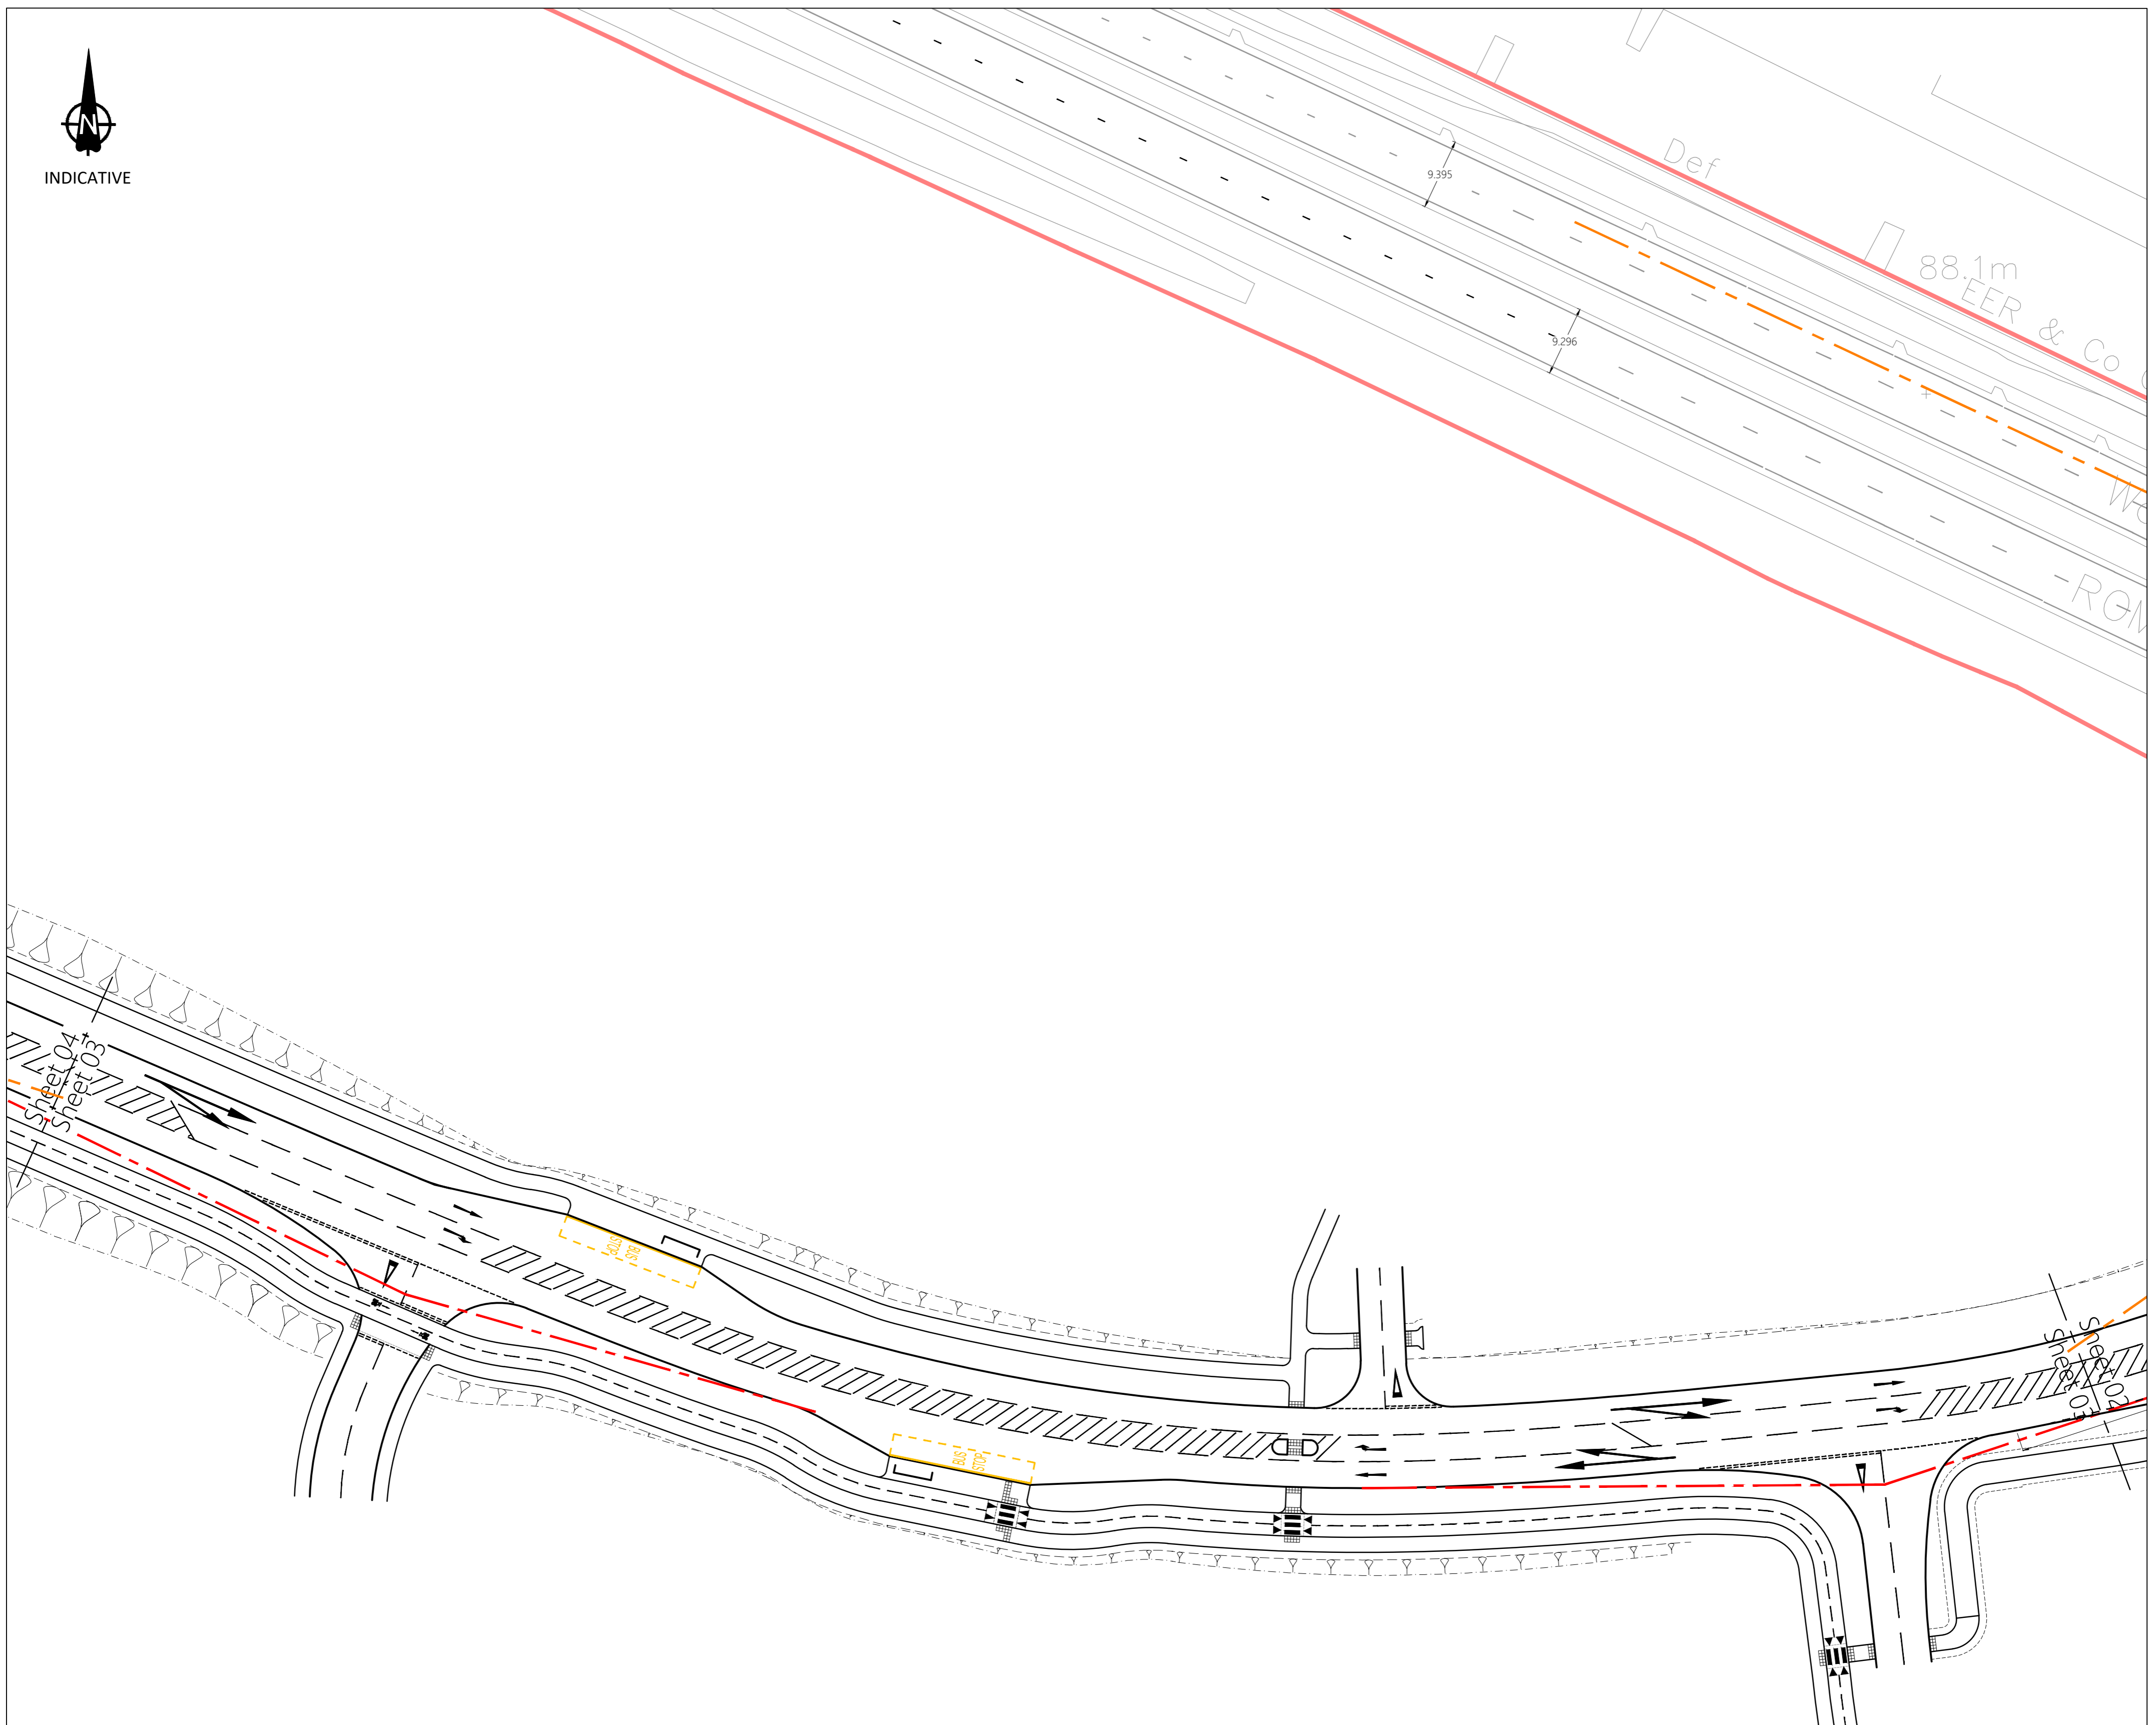 N
INDICATIVE
Def
9.395
88.1m
EER & Co
9.296
ROM
Sheet 04
Sheet 03
BUS
STOP
BUS
STOP
Sheet 03
Sheet 02